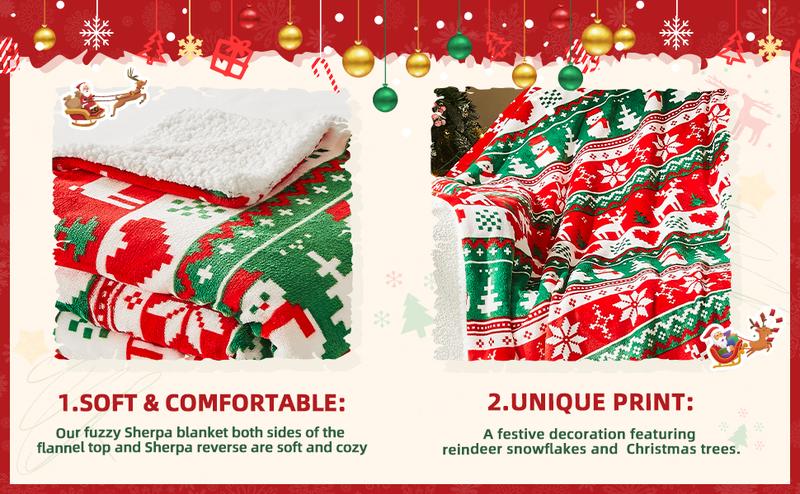 1.SOFT & COMFORTABLE:
Our fuzzy Sherpa blanket both sides of the
flannel top and Sherpa reverse are soft and cozy
2.UNIQUE PRINT:
A festive decoration featuring
reindeer snowflakes and  Christmas trees.